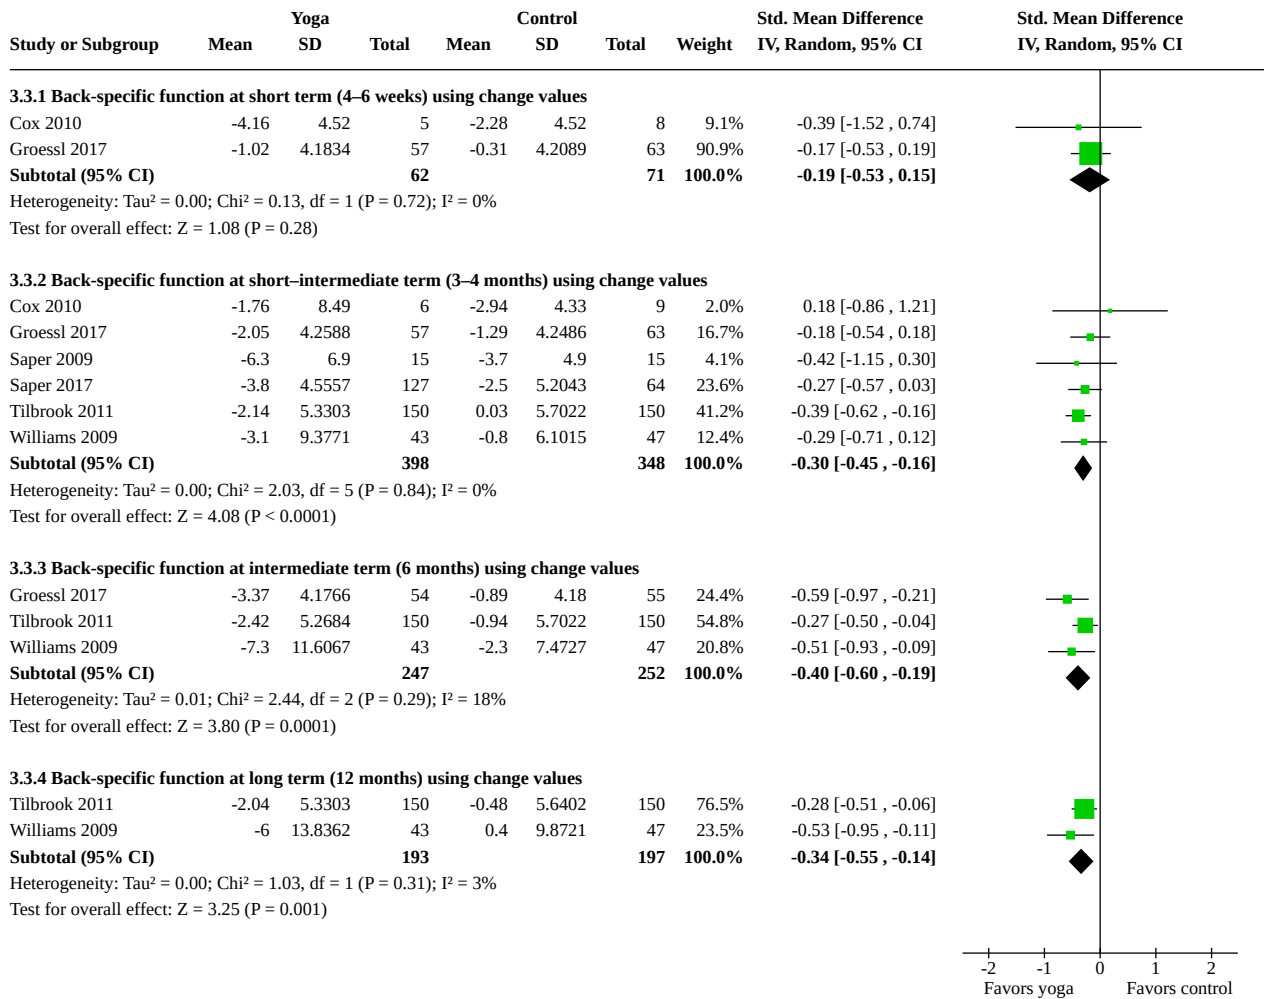 Yoga Control Std. Mean Difference Std. Mean Difference
Study or Subgroup Mean SD Total Mean SD Total Weight IV, Random, 95% CI IV, Random, 95% CI
3.3.1 Back-specific function at short term (4–6 weeks) using change values
Cox 2010 -4.16 4.52 5 -2.28 4.52 8 9.1% -0.39 [-1.52 , 0.74]
Groessl 2017 -1.02 4.1834 57 -0.31 4.2089 63 90.9% -0.17 [-0.53 , 0.19]
Subtotal (95% CI) 62 71 100.0% -0.19 [-0.53 , 0.15]
Heterogeneity: Tau² = 0.00; Chi² = 0.13, df = 1 (P = 0.72); I² = 0%
Test for overall effect: Z = 1.08 (P = 0.28)
3.3.2 Back-specific function at short–intermediate term (3–4 months) using change values
Cox 2010 -1.76 8.49 6 -2.94 4.33 9 2.0% 0.18 [-0.86 , 1.21]
Groessl 2017 -2.05 4.2588 57 -1.29 4.2486 63 16.7% -0.18 [-0.54 , 0.18]
Saper 2009 -6.3 6.9 15 -3.7 4.9 15 4.1% -0.42 [-1.15 , 0.30]
Saper 2017 -3.8 4.5557 127 -2.5 5.2043 64 23.6% -0.27 [-0.57 , 0.03]
Tilbrook 2011 -2.14 5.3303 150 0.03 5.7022 150 41.2% -0.39 [-0.62 , -0.16]
Williams 2009 -3.1 9.3771 43 -0.8 6.1015 47 12.4% -0.29 [-0.71 , 0.12]
Subtotal (95% CI) 398 348 100.0% -0.30 [-0.45 , -0.16]
Heterogeneity: Tau² = 0.00; Chi² = 2.03, df = 5 (P = 0.84); I² = 0%
Test for overall effect: Z = 4.08 (P < 0.0001)
3.3.3 Back-specific function at intermediate term (6 months) using change values
Groessl 2017 -3.37 4.1766 54 -0.89 4.18 55 24.4% -0.59 [-0.97 , -0.21]
Tilbrook 2011 -2.42 5.2684 150 -0.94 5.7022 150 54.8% -0.27 [-0.50 , -0.04]
Williams 2009 -7.3 11.6067 43 -2.3 7.4727 47 20.8% -0.51 [-0.93 , -0.09]
Subtotal (95% CI) 247 252 100.0% -0.40 [-0.60 , -0.19]
Heterogeneity: Tau² = 0.01; Chi² = 2.44, df = 2 (P = 0.29); I² = 18%
Test for overall effect: Z = 3.80 (P = 0.0001)
3.3.4 Back-specific function at long term (12 months) using change values
Tilbrook 2011 -2.04 5.3303 150 -0.48 5.6402 150 76.5% -0.28 [-0.51 , -0.06]
Williams 2009 -6 13.8362 43 0.4 9.8721 47 23.5% -0.53 [-0.95 , -0.11]
Subtotal (95% CI) 193 197 100.0% -0.34 [-0.55 , -0.14]
Heterogeneity: Tau² = 0.00; Chi² = 1.03, df = 1 (P = 0.31); I² = 3%
Test for overall effect: Z = 3.25 (P = 0.001)
-2 -1 0 1 2
Favors yoga Favors control